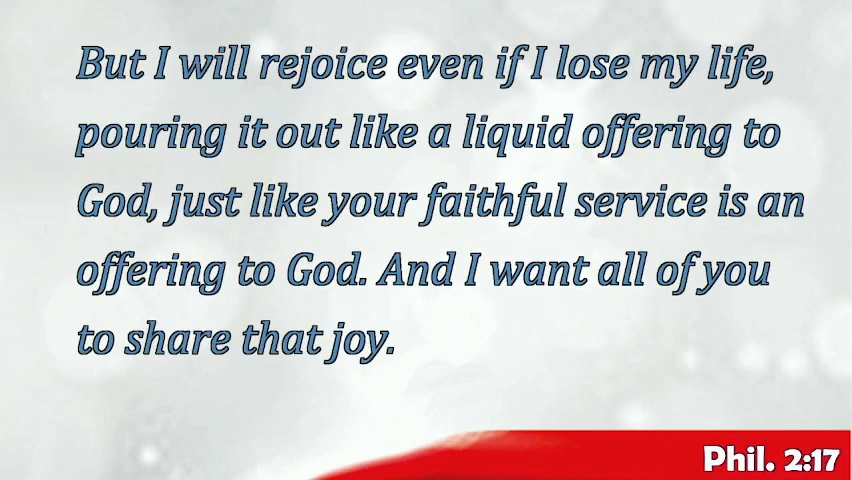 But I will rejoice even if I lose my life,
pouring it out like a liquid offering to
God, just like your faithful service is an
offering to God. And I want all of you
to share that joy.
Phil. 2:17